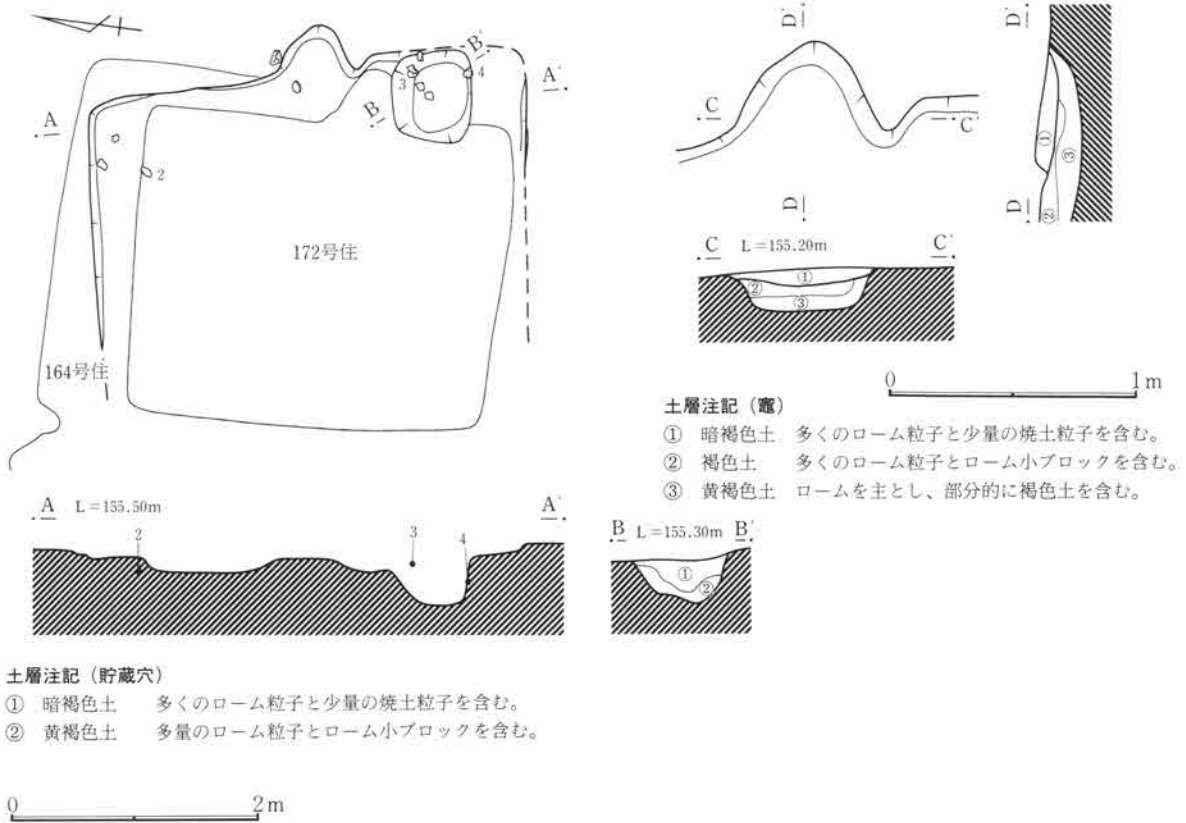 A
A′
B
B′
3
4
2
172号住
164号住
A L=155.50m A′
2
3
4
土層注記（貯蔵穴）
① 暗褐色土 多くのローム粒子と少量の焼土粒子を含む。
② 黄褐色土 多量のローム粒子とローム小ブロックを含む。
0 2m
D′
C
C′
D
D′
①
③
②
D
C L=155.20m C′
①
②
③
0 1m
土層注記（竈）
① 暗褐色土 多くのローム粒子と少量の焼土粒子を含む。
② 褐色土 多くのローム粒子とローム小ブロックを含む。
③ 黄褐色土 ロームを主とし、部分的に褐色土を含む。
B L=155.30m B′
①
②